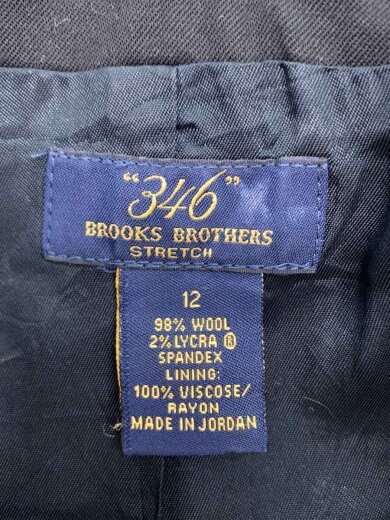 "346"
BROOKS BROTHERS
STRETCH
12
98% WOOL
2% LYCRA ®
SPANDEX
LINING:
100% VISCOSE/
RAYON
MADE IN JORDAN